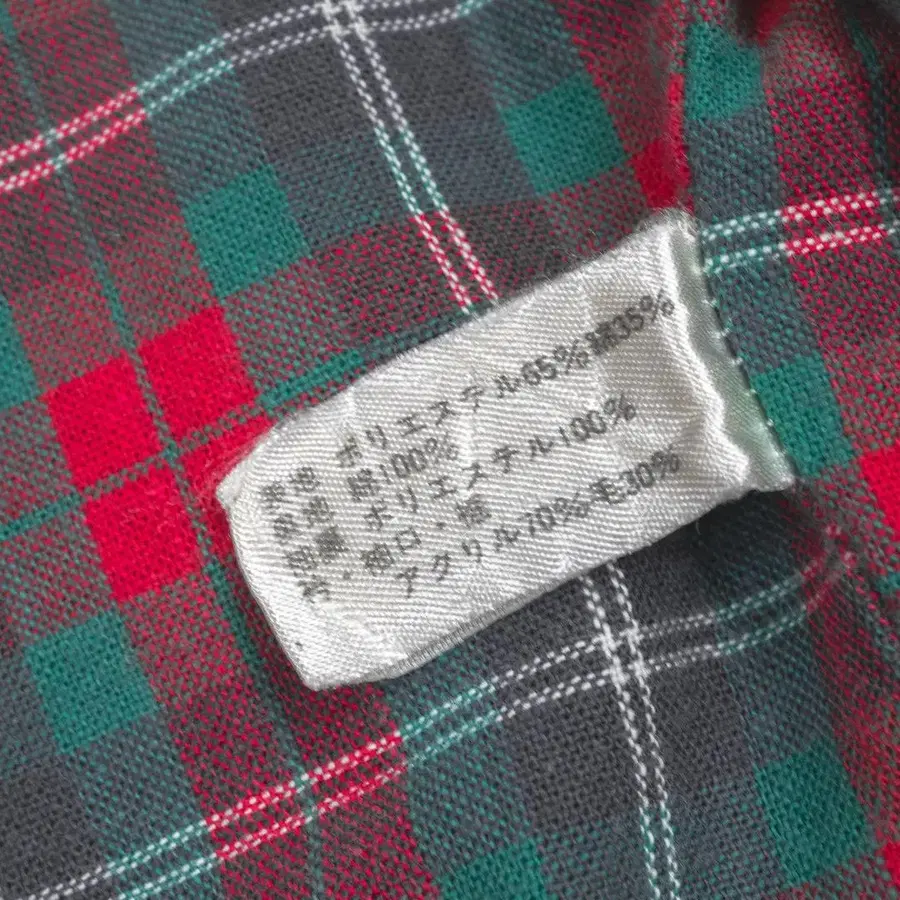 表地 ポリエステル65%綿35%
裏地 綿100%
ポリエステル100%
衿・袖口・裾
アクリル70%毛30%